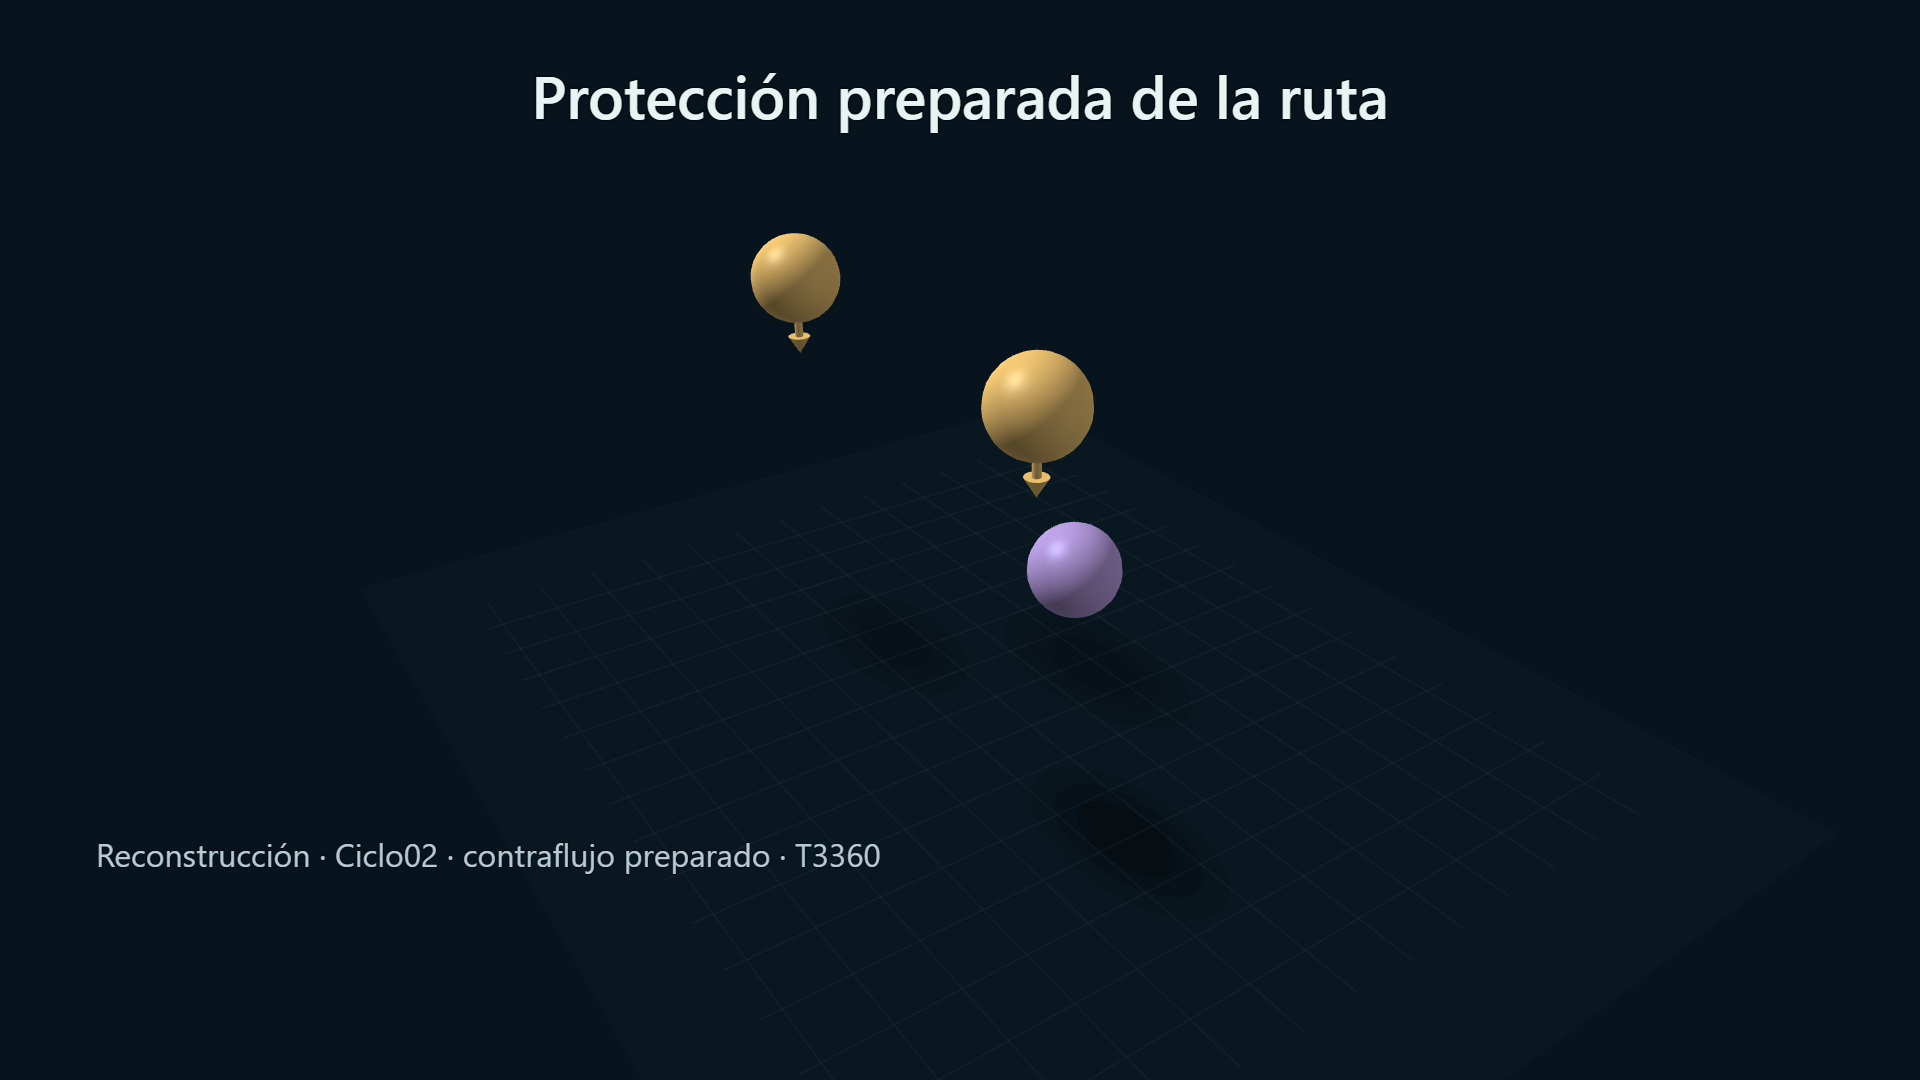 Protección preparada de la ruta
Reconstrucción · Ciclo02 · contraflujo preparado · T3360